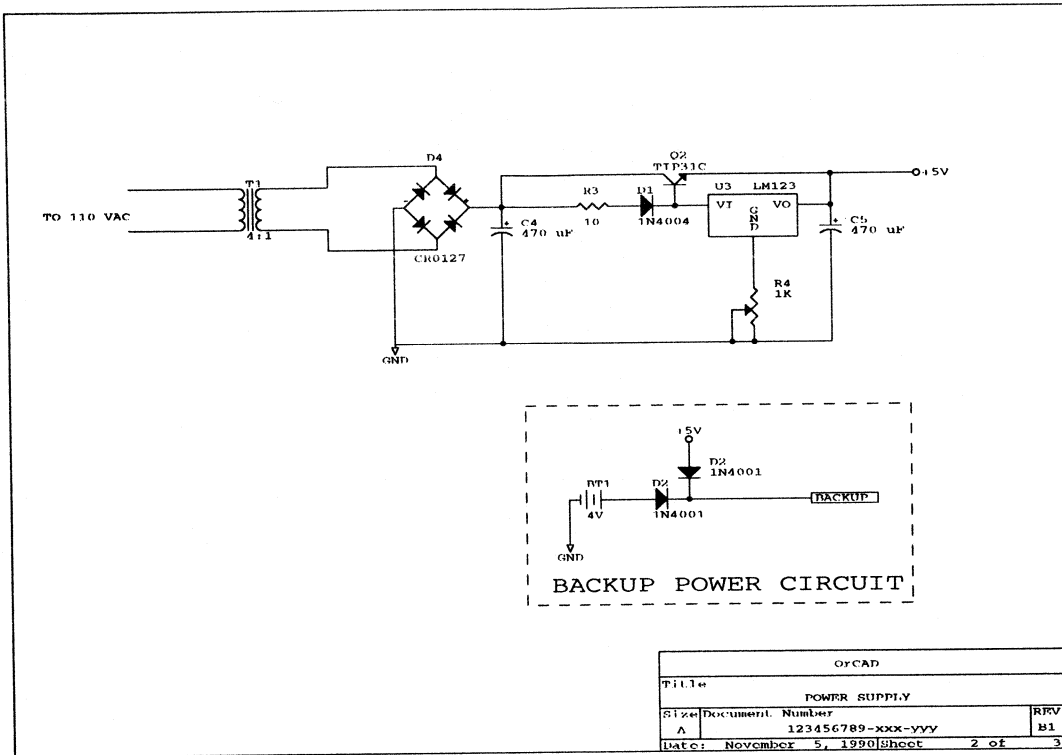 D4
Q2
TIP31C
+5V
T1
R3
D1
U3 LM123
VI VO
GND
TO 110 VAC
C4
470 uF
10
1N4004
C5
470 uF
4:1
CR0127
R4
1K
GND
+5V
D2
1N4001
BT1
D2
BACKUP
4V
1N4001
GND
BACKUP POWER CIRCUIT
OrCAD
Title
POWER SUPPLY
Size Document Number REV
A 123456789-xxx-yyy B1
Date: November 5, 1990 Sheet 2 of 3